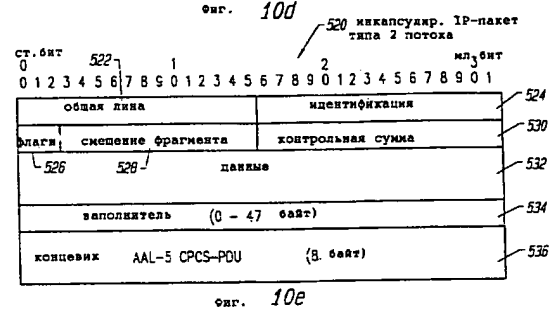 Фиг. 10d
520 инкапсулир. IP-пакет
типа 2 потока
ст.бит мл.бит
0 1 2 3
0 1 2 3 4 5 6 7 8 9 0 1 2 3 4 5 6 7 8 9 0 1 2 3 4 5 6 7 8 9 0 1
522
общая лина идентификация 524
флаги смещение фрагмента контрольная сумма 530
526 528
данные 532
заполнитель (0 - 47 байт) 534
концевик AAL-5 CPCS-PDU (8. байт) 536
Фиг. 10e